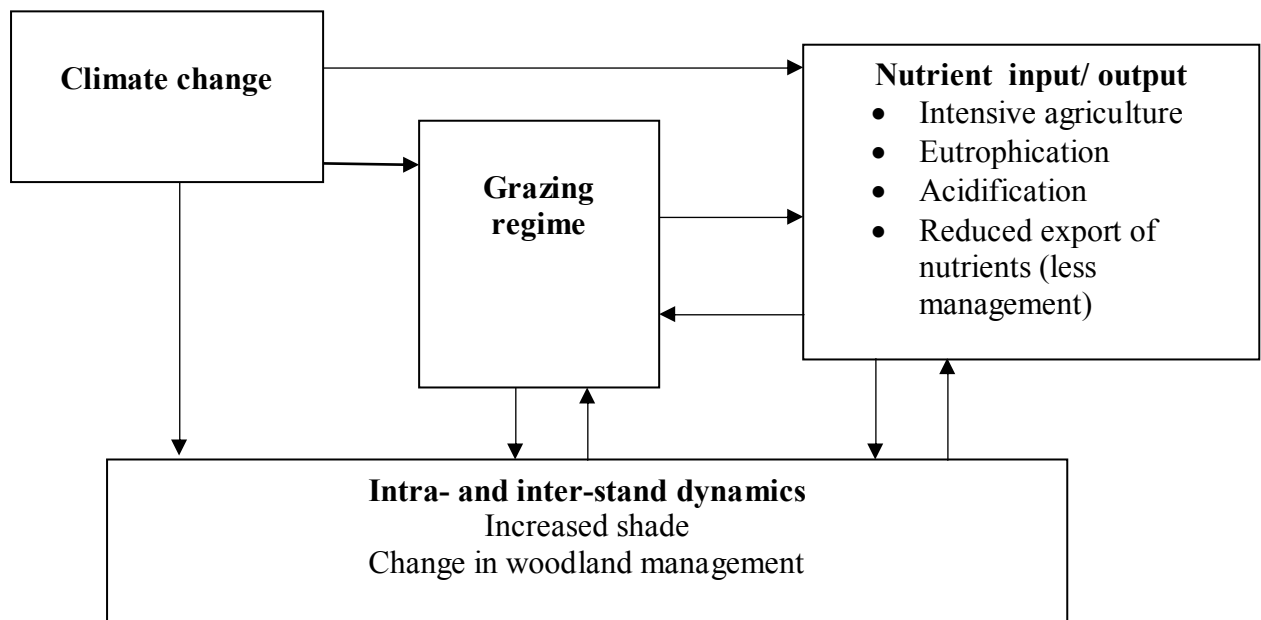 Climate change
Nutrient input/ output
• Intensive agriculture
• Eutrophication
• Acidification
• Reduced export of
nutrients (less
management)
Grazing
regime
Intra- and inter-stand dynamics
Increased shade
Change in woodland management